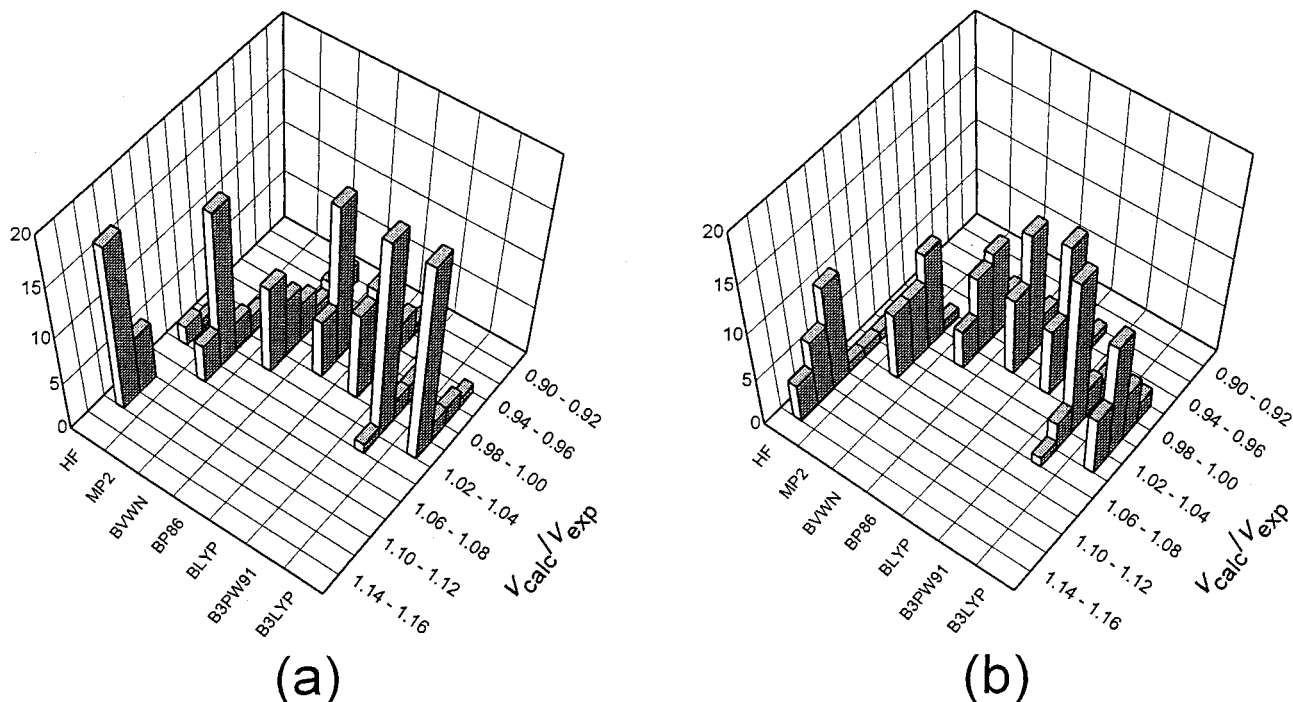 20
15
10
5
0
HF
MP2
BVWN
BP86
BLYP
B3PW91
B3LYP
0.90 - 0.92
0.94 - 0.96
0.98 - 1.00
1.02 - 1.04
1.06 - 1.08
1.10 - 1.12
1.14 - 1.16
Vcalc/Vexp
(a)
20
15
10
5
0
HF
MP2
BVWN
BP86
BLYP
B3PW91
B3LYP
0.90 - 0.92
0.94 - 0.96
0.98 - 1.00
1.02 - 1.04
1.06 - 1.08
1.10 - 1.12
1.14 - 1.16
Vcalc/Vexp
(b)